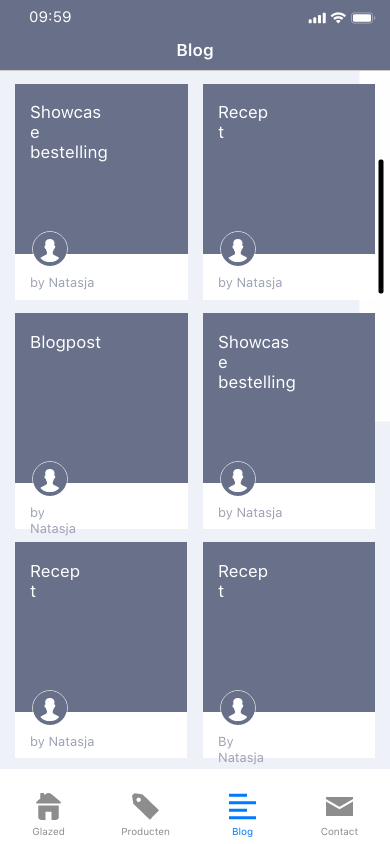 09:59
Blog
Showcas
e
bestelling
by Natasja
Recep
t
by Natasja
Blogpost
by
Natasja
Showcas
e
bestelling
by Natasja
Recep
t
by Natasja
Recep
t
By
Natasja
Glazed
Producten
Blog
Contact